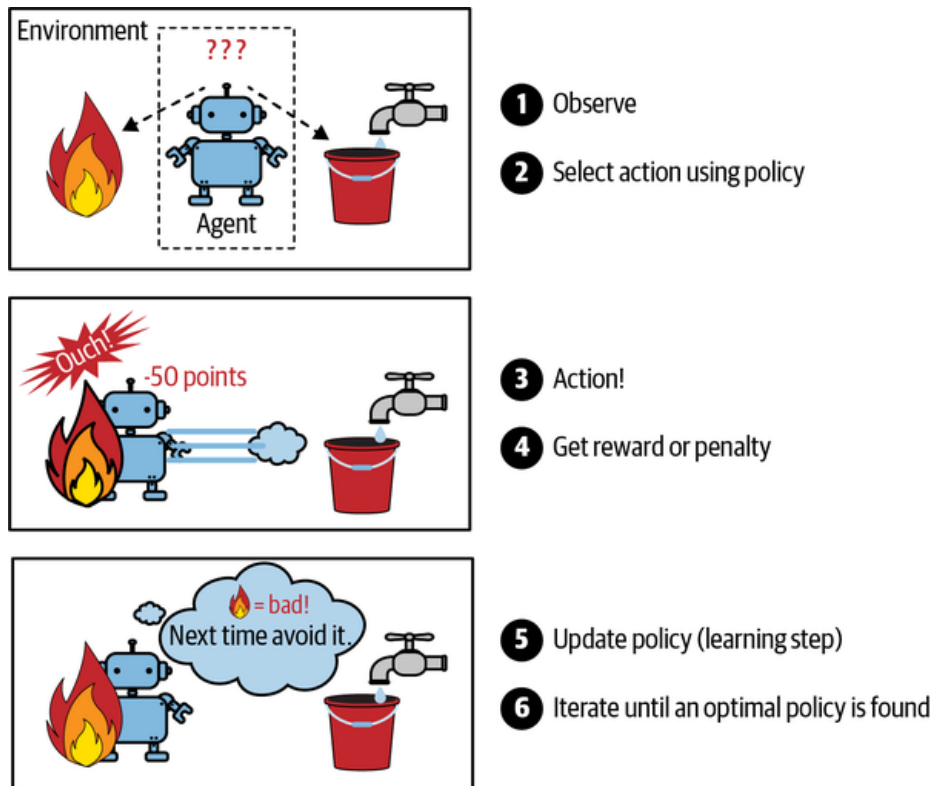 Environment
???
Agent
1 Observe
2 Select action using policy
Ouch!
-50 points
3 Action!
4 Get reward or penalty
= bad!
Next time avoid it.
5 Update policy (learning step)
6 Iterate until an optimal policy is found